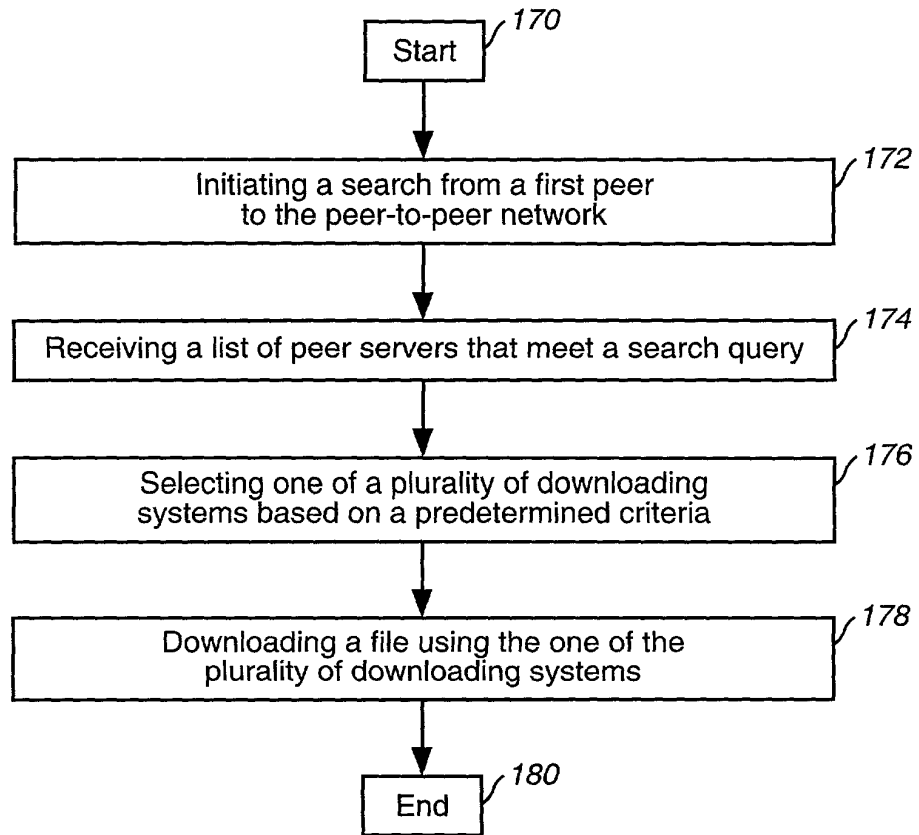 170
Start
172
Initiating a search from a first peer
to the peer-to-peer network
174
Receiving a list of peer servers that meet a search query
176
Selecting one of a plurality of downloading
systems based on a predetermined criteria
178
Downloading a file using the one of the
plurality of downloading systems
180
End